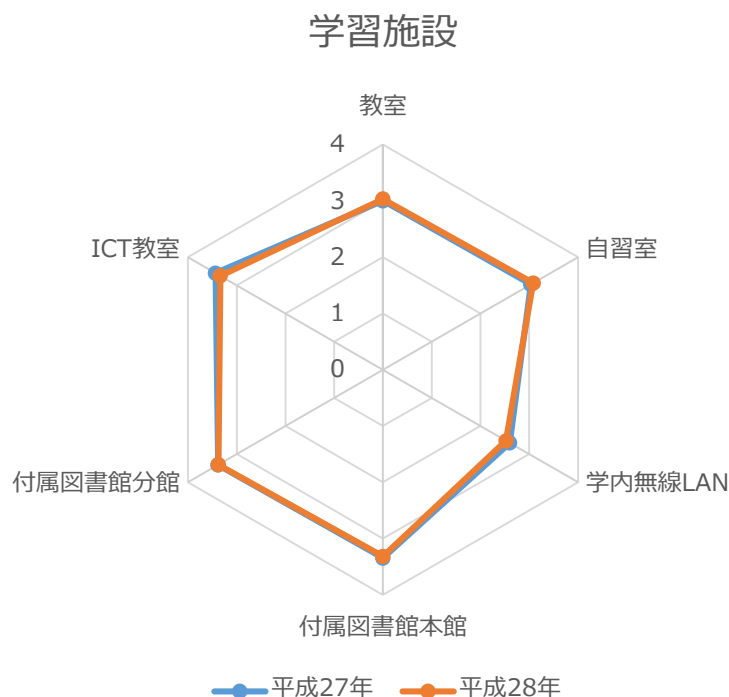 学習施設
教室
4
3
2
1
0
自習室
学内無線LAN
付属図書館本館
付属図書館分館
ICT教室
平成27年
平成28年